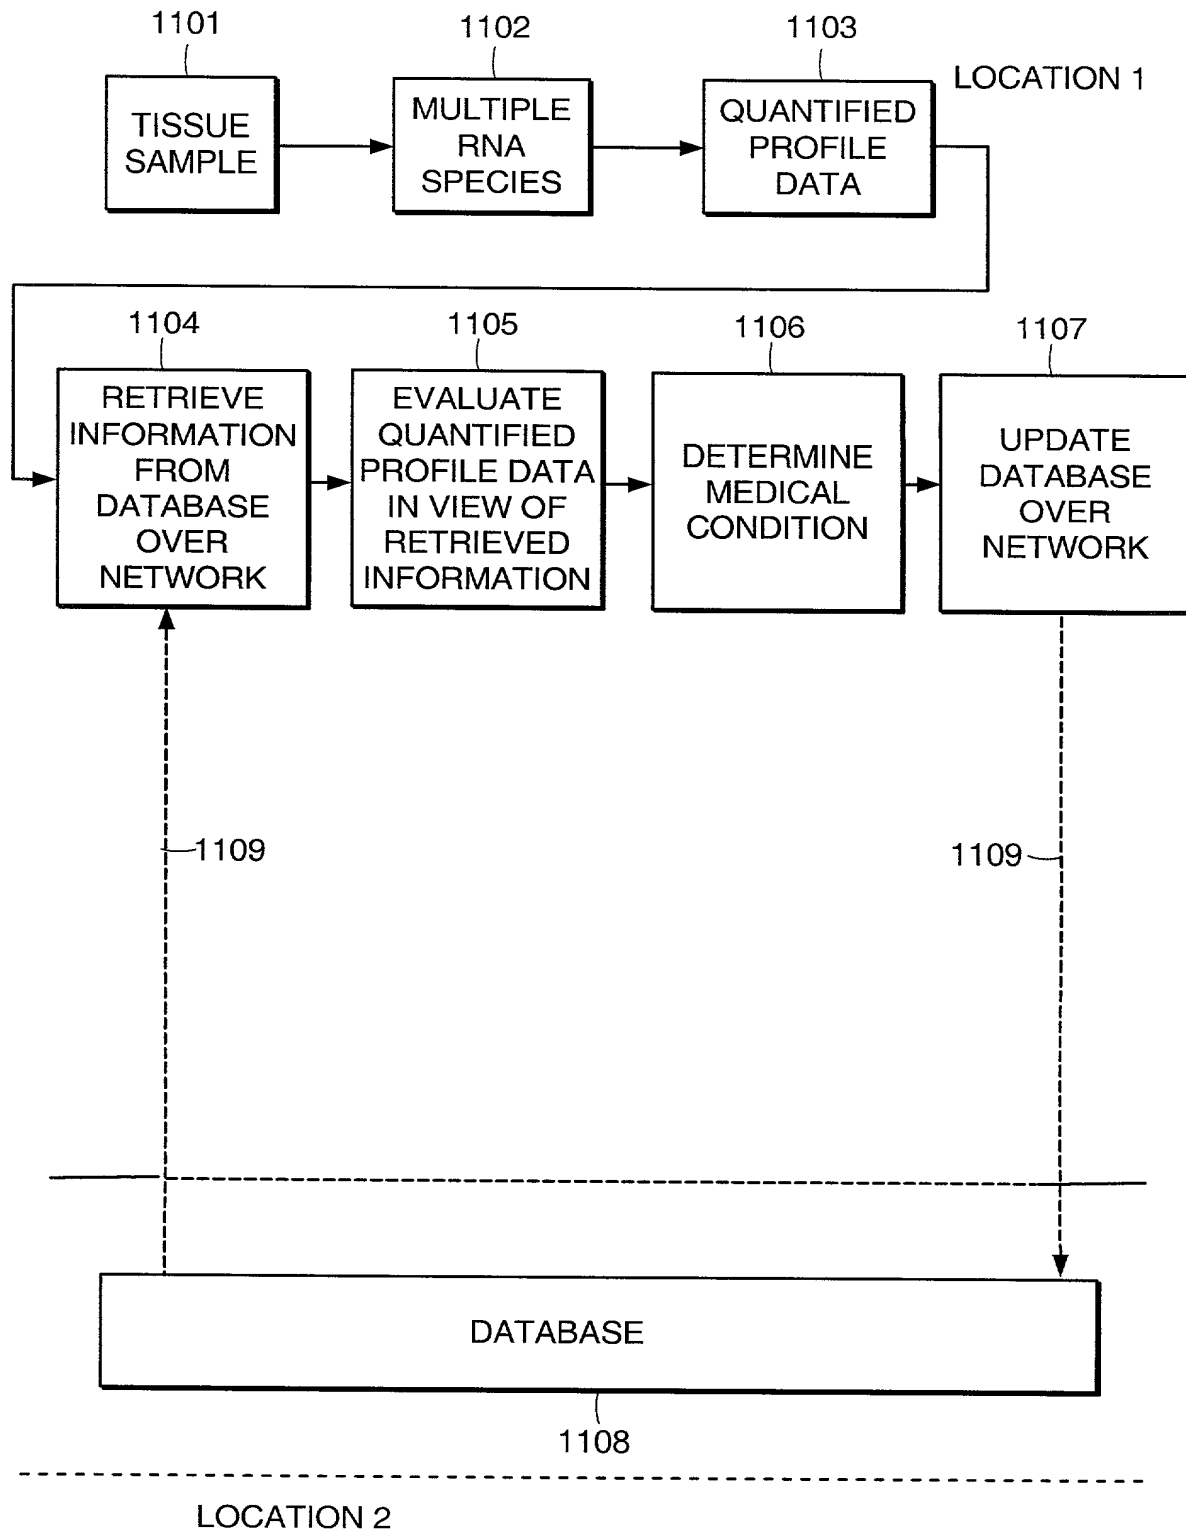 1101
1102
1103
LOCATION 1
TISSUE
SAMPLE
MULTIPLE
RNA
SPECIES
QUANTIFIED
PROFILE
DATA
1104
1105
1106
1107
RETRIEVE
INFORMATION
FROM
DATABASE
OVER
NETWORK
EVALUATE
QUANTIFIED
PROFILE DATA
IN VIEW OF
RETRIEVED
INFORMATION
DETERMINE
MEDICAL
CONDITION
UPDATE
DATABASE
OVER
NETWORK
1109
1109
DATABASE
1108
LOCATION 2